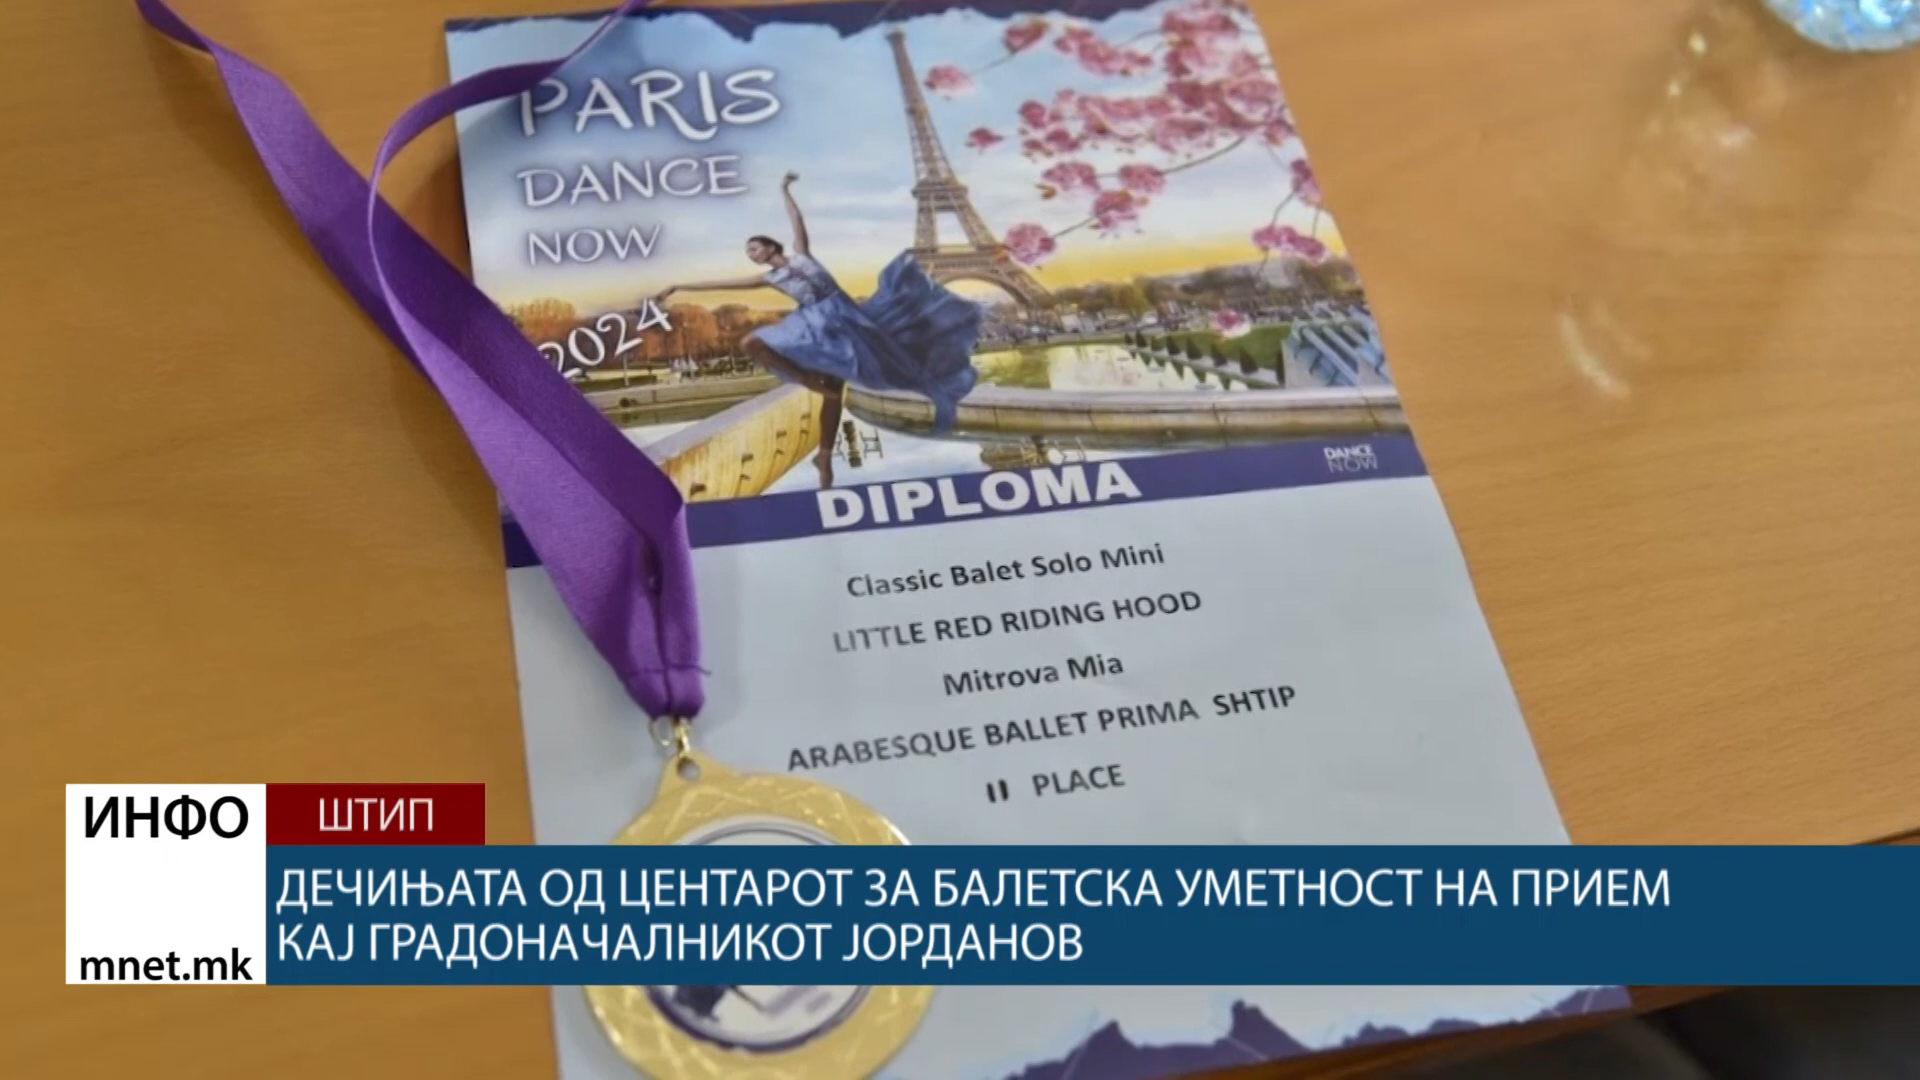 PARIS
DANCE
NOW
2024
DANCE
NOW
DIPLOMA
Classic Balet Solo Mini
LITTLE RED RIDING HOOD
Mitrova Mia
ARABESQUE BALLET PRIMA SHTIP
II PLACE
ИНФО
ШТИП
ДЕЧИЊАТА ОД ЦЕНТАРОТ ЗА БАЛЕТСКА УМЕТНОСТ НА ПРИЕМ
КАЈ ГРАДОНАЧАЛНИКОТ ЈОРДАНОВ
mnet.mk